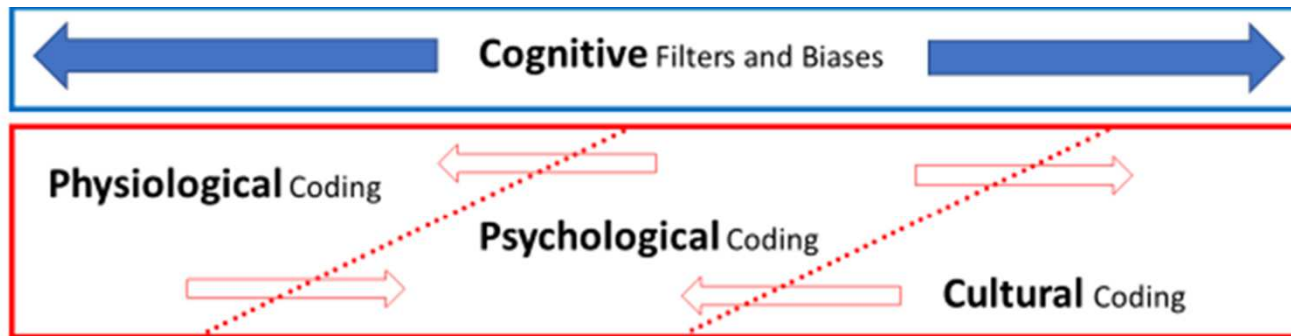 Cognitive Filters and Biases
Physiological Coding
Psychological Coding
Cultural Coding